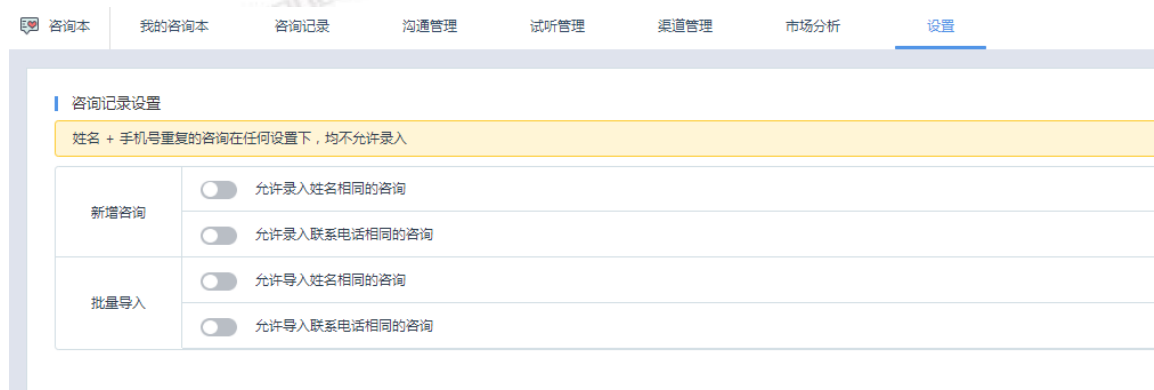 咨询本 我的咨询本 咨询记录 沟通管理 试听管理 渠道管理 市场分析 设置
咨询记录设置
姓名 + 手机号重复的咨询在任何设置下，均不允许录入
新增咨询
允许录入姓名相同的咨询
允许录入联系电话相同的咨询
批量导入
允许导入姓名相同的咨询
允许导入联系电话相同的咨询